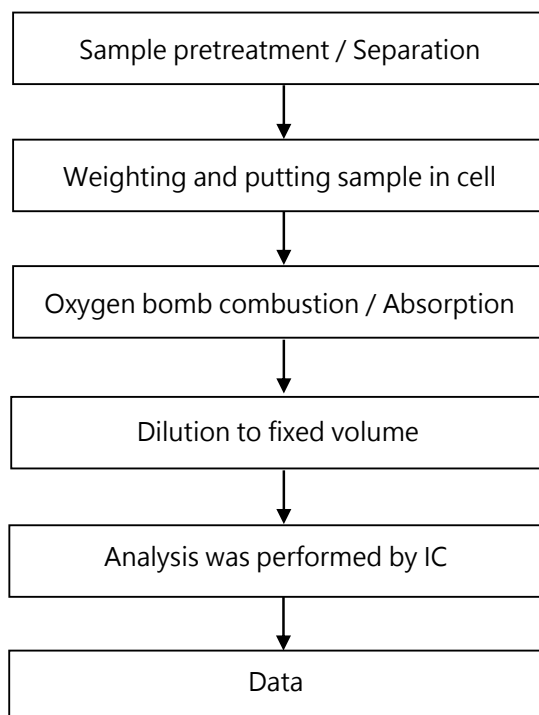 Sample pretreatment / Separation
Weighting and putting sample in cell
Oxygen bomb combustion / Absorption
Dilution to fixed volume
Analysis was performed by IC
Data